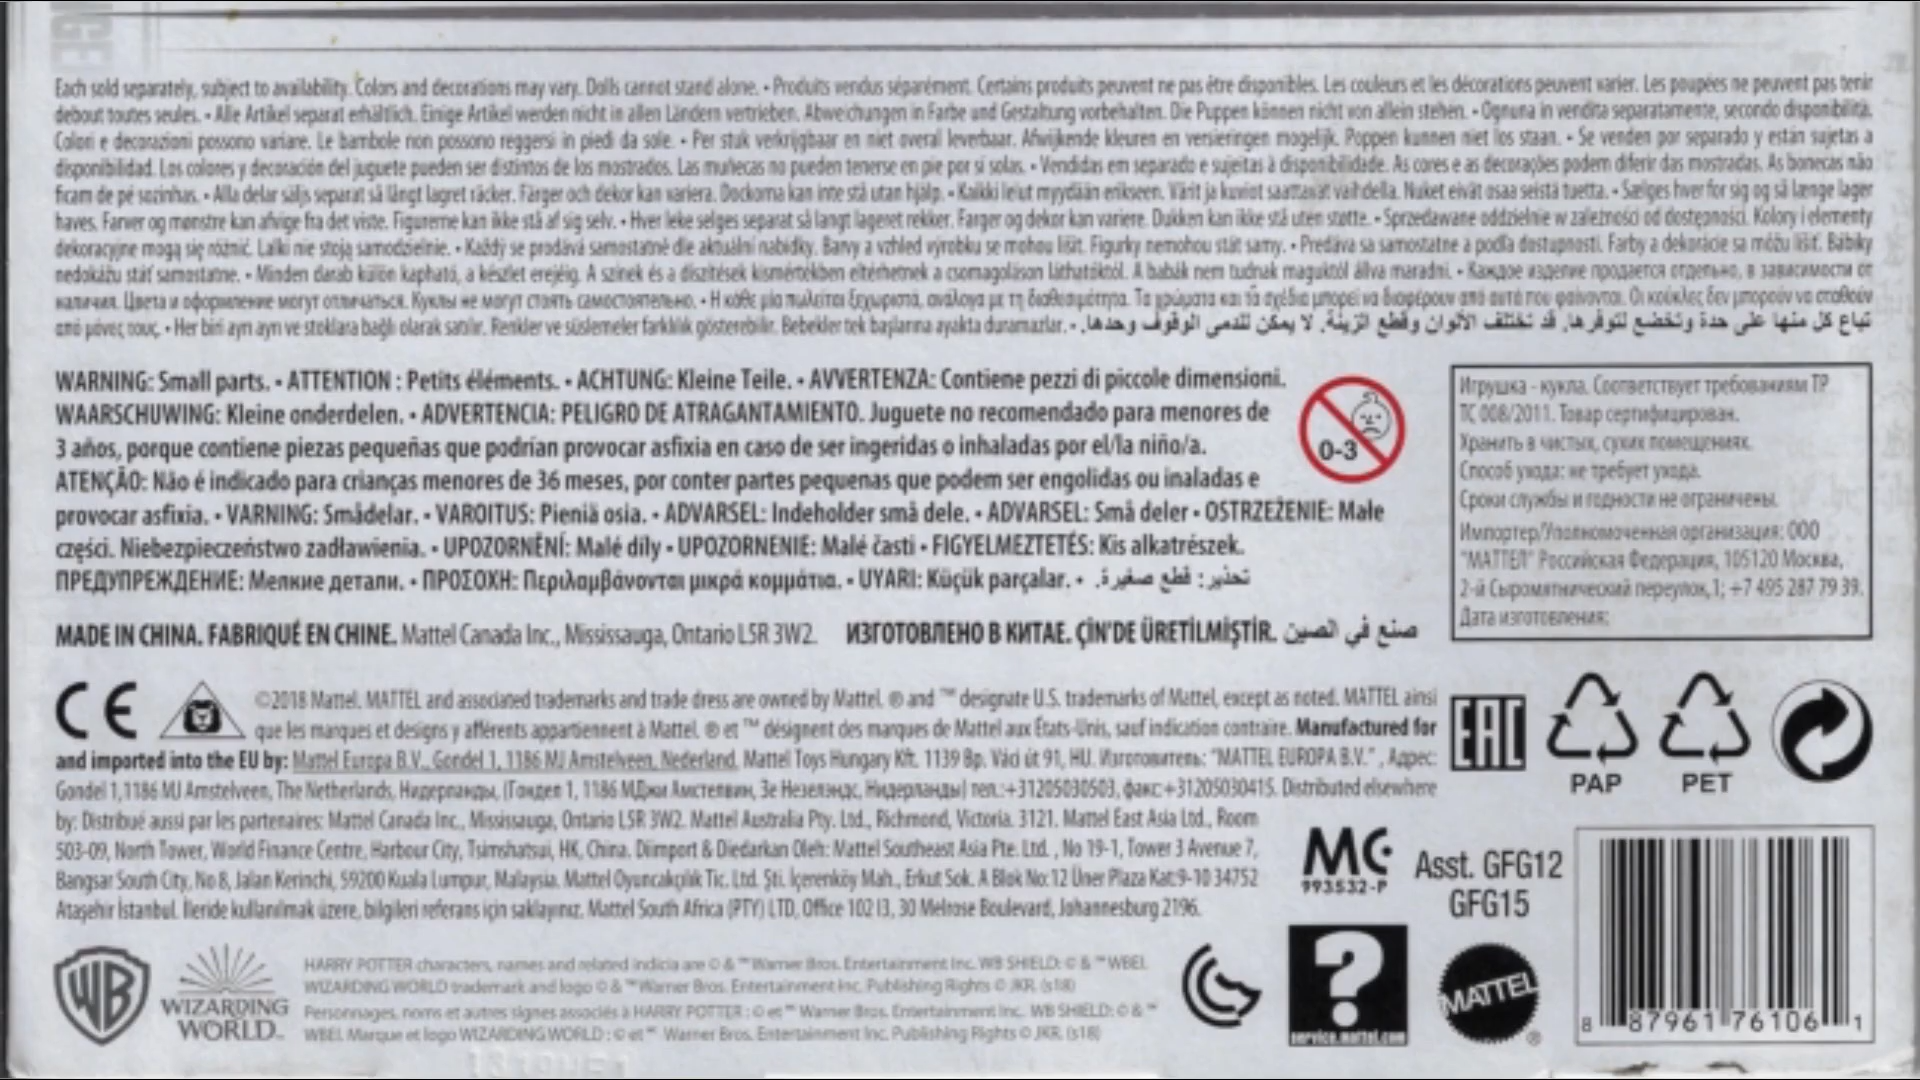 Each sold separately, subject to availability. Colors and decorations may vary. Dolls cannot stand alone. • Produits vendus séparément. Certains produits peuvent ne pas être disponibles. Les couleurs et les décorations peuvent varier. Les poupées ne peuvent pas tenir
debout toutes seules. • Alle Artikel separat erhältlich. Einige Artikel werden nicht in allen Ländern vertrieben. Abweichungen in Farbe und Gestaltung vorbehalten. Die Puppen können nicht von allein stehen. • Ognuna in vendita separatamente, secondo disponibilità.
Colori e decorazioni possono variare. Le bambole non possono reggersi in piedi da sole. • Per stuk verkrijgbaar en niet overal leverbaar. Afwijkende kleuren en versieringen mogelijk. Poppen kunnen niet los staan. • Se venden por separado y están sujetas a
disponibilidad. Los colores y decoración del juguete pueden ser distintos de los mostrados. Las muñecas no pueden tenerse en pie por sí solas. • Vendidas em separado e sujeitas à disponibilidade. As cores e as decorações podem diferir das mostradas. As bonecas não
ficam de pé sozinhas. • Alla delar säljs separat så långt lagret räcker. Färger och dekor kan variera. Dockorna kan inte stå utan hjälp. • Kaikki leiut myydään erikseen. Värit ja kuviot saattavat vaihdella. Nuket eivät osaa seistä tuetta. • Sælges hver for sig og så længe lager
haves. Farver og mønstre kan afvige fra det viste. Figurerne kan ikke stå af sig selv. • Hver leke selges separat så langt lageret rekker. Farger og dekor kan variere. Dukken kan ikke stå uten støtte. • Sprzedawane oddzielnie w zależności od dostępności. Kolory i elementy
dekoracyjne mogą się różnić. Lalki nie stoją samodzielnie. • Každý se prodává samostatně dle aktuální nabídky. Barvy a vzhled výrobku se mohou lišit. Figurky nemohou stát samy. • Predáva sa samostatne a podľa dostupnosti. Farby a dekorácie sa môžu líšiť. Bábiky
nedokážu stáť samostatne. • Minden darab külön kapható, a készlet erejéig. A színek és a díszítések kismértékben eltérhetnek a csomagoláson láthatóktól. A babák nem tudnak maguktól állva maradni. • Каждое изделие продается отдельно, в зависимости от
наличия. Цвета и оформление могут отличаться. Куклы не могут стоять самостоятельно. • Η κάθε μία πωλείται ξεχωριστά, ανάλογα με τη διαθεσιμότητα. Τα χρώματα και τα σχέδια μπορεί να διαφέρουν από αυτά που φαίνονται. Οι κούκλες δεν μπορούν να σταθούν
από μόνες τους. • Her biri ayrı ayrı ve stoklara bağlı olarak satılır. Renkler ve süslemeler farklılık gösterebilir. Bebekler tek başlarına ayakta duramazlar. • تباع كل منها على حدة وتخضع لتوفرها. قد تختلف الألوان وقطع الزينة. لا يمكن للدمى الوقوف وحدها.
WARNING: Small parts. • ATTENTION : Petits éléments. • ACHTUNG: Kleine Teile. • AVVERTENZA: Contiene pezzi di piccole dimensioni.
WAARSCHUWING: Kleine onderdelen. • ADVERTENCIA: PELIGRO DE ATRAGANTAMIENTO. Juguete no recomendado para menores de
3 años, porque contiene piezas pequeñas que podrían provocar asfixia en caso de ser ingeridas o inhaladas por el/la niño/a.
ATENÇÃO: Não é indicado para crianças menores de 36 meses, por conter partes pequenas que podem ser engolidas ou inaladas e
provocar asfixia. • VARNING: Smådelar. • VAROITUS: Pieniä osia. • ADVARSEL: Indeholder små dele. • ADVARSEL: Små deler • OSTRZEŻENIE: Małe
części. Niebezpieczeństwo zadławienia. • UPOZORNĚNÍ: Malé díly • UPOZORNENIE: Malé časti • FIGYELMEZTETÉS: Kis alkatrészek.
ПРЕДУПРЕЖДЕНИЕ: Мелкие детали. • ΠΡΟΣΟΧΗ: Περιλαμβάνονται μικρά κομμάτια. • UYARI: Küçük parçalar. • تحذير: قطع صغيرة.
0-3
Игрушка - кукла. Соответствует требованиям ТР
ТС 008/2011. Товар сертифицирован.
Хранить в чистых, сухих помещениях.
Способ ухода: не требует ухода.
Сроки службы и годности не ограничены.
Импортер/Уполномоченная организация: ООО
"МАТТЕЛ" Российская Федерация, 105120 Москва,
2-й Сыромятнический переулок,1; +7 495 287 79 39.
Дата изготовления:
MADE IN CHINA. FABRIQUÉ EN CHINE. Mattel Canada Inc., Mississauga, Ontario L5R 3W2. ИЗГОТОВЛЕНО В КИТАЕ. ÇİN'DE ÜRETİLMİŞTİR. صنع في الصين
CE
©2018 Mattel. MATTEL and associated trademarks and trade dress are owned by Mattel. ® and ™ designate U.S. trademarks of Mattel, except as noted. MATTEL ainsi
que les marques et designs y afférents appartiennent à Mattel. ® et ™ désignent des marques de Mattel aux États-Unis, sauf indication contraire. Manufactured for
and imported into the EU by: Mattel Europa B.V., Gondel 1, 1186 MJ Amstelveen, Nederland. Mattel Toys Hungary Kft. 1139 Bp. Váci út 91, HU. Изготовитель: "MATTEL EUROPA B.V." , Адрес:
Gondel 1,1186 MJ Amstelveen, The Netherlands, Нидерланды, (Гондел 1, 1186 МДжи Амстелвин, Зе Незелэндс, Нидерланды) тел.:+31205030503, факс:+31205030415. Distributed elsewhere
by: Distribué aussi par les partenaires: Mattel Canada Inc., Mississauga, Ontario L5R 3W2. Mattel Australia Pty. Ltd., Richmond, Victoria. 3121. Mattel East Asia Ltd., Room
503-09, North Tower, World Finance Centre, Harbour City, Tsimshatsui, HK, China. Diimport & Diedarkan Oleh: Mattel Southeast Asia Pte. Ltd. , No 19-1, Tower 3 Avenue 7,
Bangsar South City, No 8, Jalan Kerinchi, 59200 Kuala Lumpur, Malaysia. Mattel Oyuncakçılık Tic. Ltd. Şti. İçerenköy Mah., Erkut Sok. A Blok No:12 Üner Plaza Kat:9-10 34752
Ataşehir İstanbul. İleride kullanılmak üzere, bilgileri referans için saklayınız. Mattel South Africa (PTY) LTD, Office 102 I3, 30 Melrose Boulevard, Johannesburg 2196.
EAC
PAP
PET
MC
993532-P
Asst. GFG12
GFG15
WB
WIZARDING
WORLD
HARRY POTTER characters, names and related indicia are © & ™ Warner Bros. Entertainment Inc. WB SHIELD: © & ™ WBEI.
WIZARDING WORLD trademark and logo © & ™ Warner Bros. Entertainment Inc. Publishing Rights © JKR. (s18)
Personnages, noms et autres signes associés à HARRY POTTER : © et ™ Warner Bros. Entertainment Inc. WB SHIELD: © & ™
WBEI. Marque et logo WIZARDING WORLD : © et ™ Warner Bros. Entertainment Inc. Publishing Rights © JKR. (s18)
?
service.mattel.com
MATTEL
8 87961 76106 1